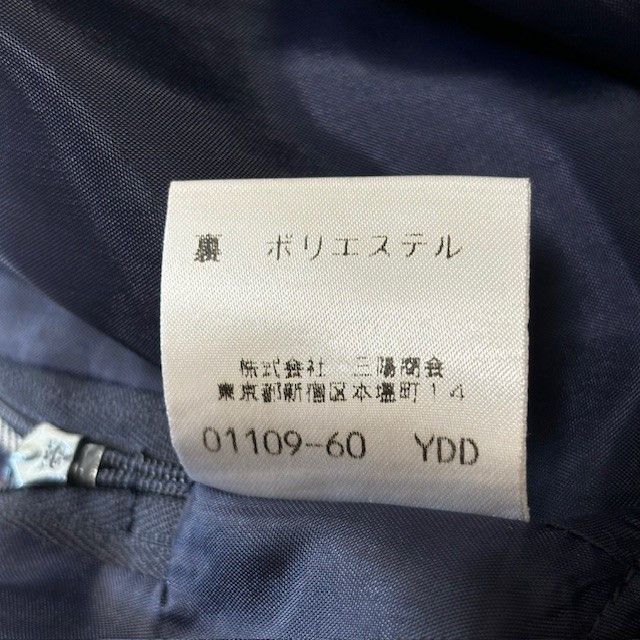 裏 ポリエステル
株式会社 三陽商会
東京都新宿区本塩町14
01109-60 YDD